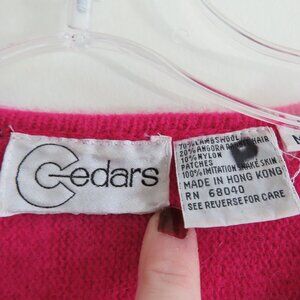 Cedars
70% LAMBSWOOL
20% ANGORA RABBIT HAIR
10% NYLON
PATCHES
100% IMITATION SNAKE SKIN
MADE IN HONG KONG
RN 68040
SEE REVERSE FOR CARE